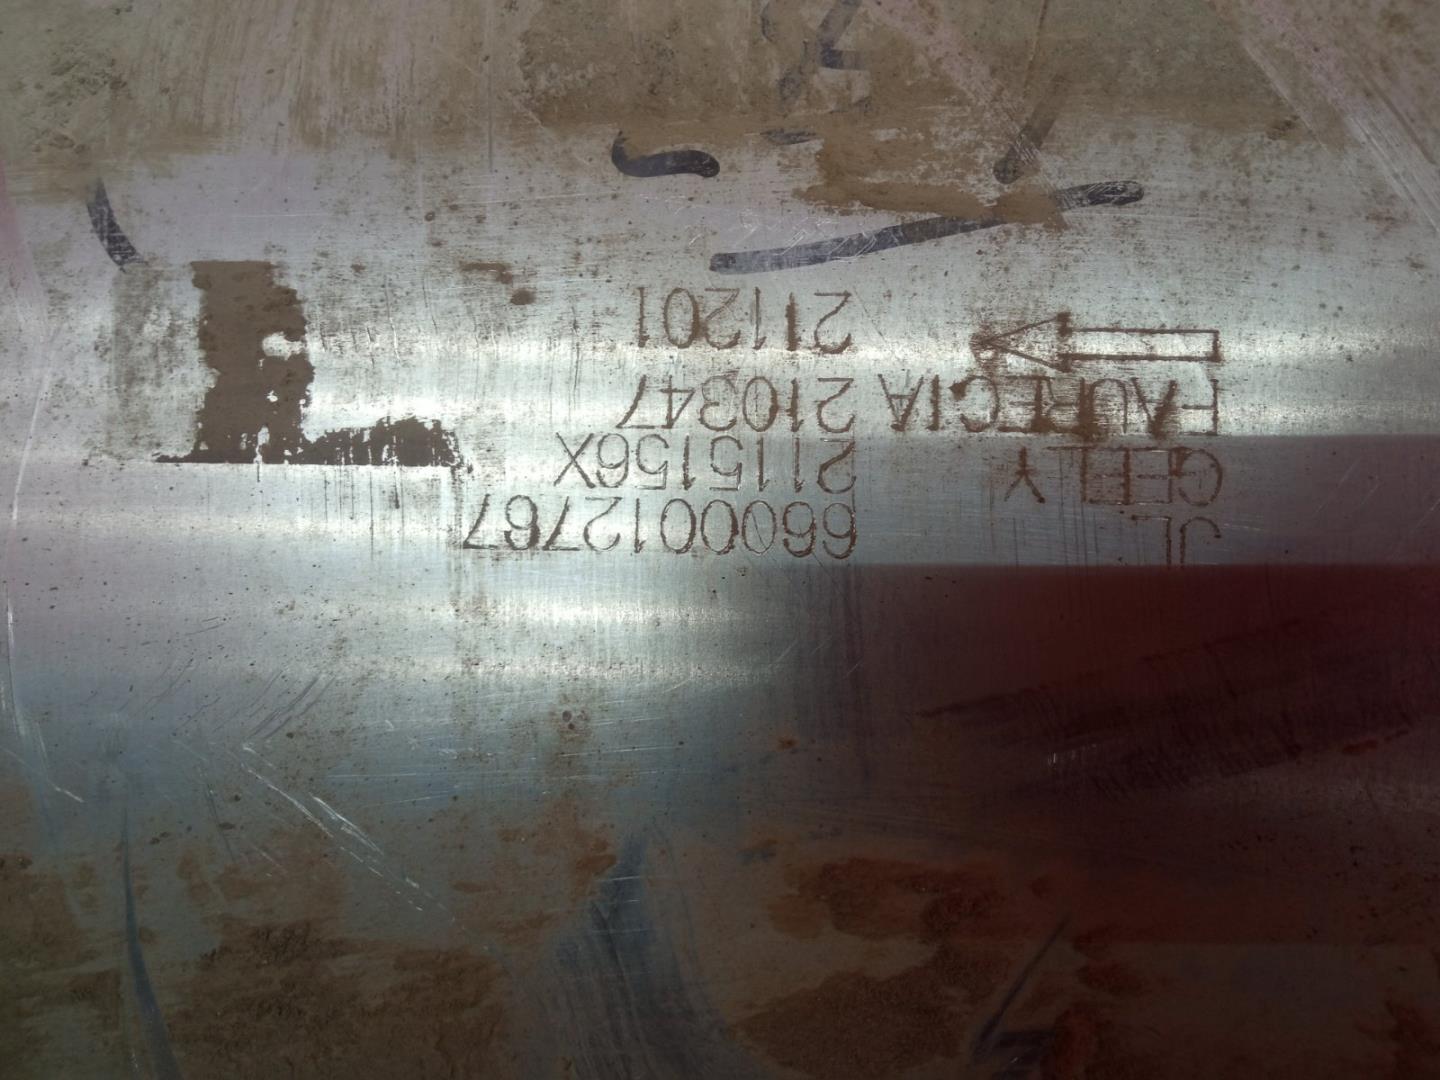 JL 6600012767
GEELY 2115156X
FAURECIA 210347
211201